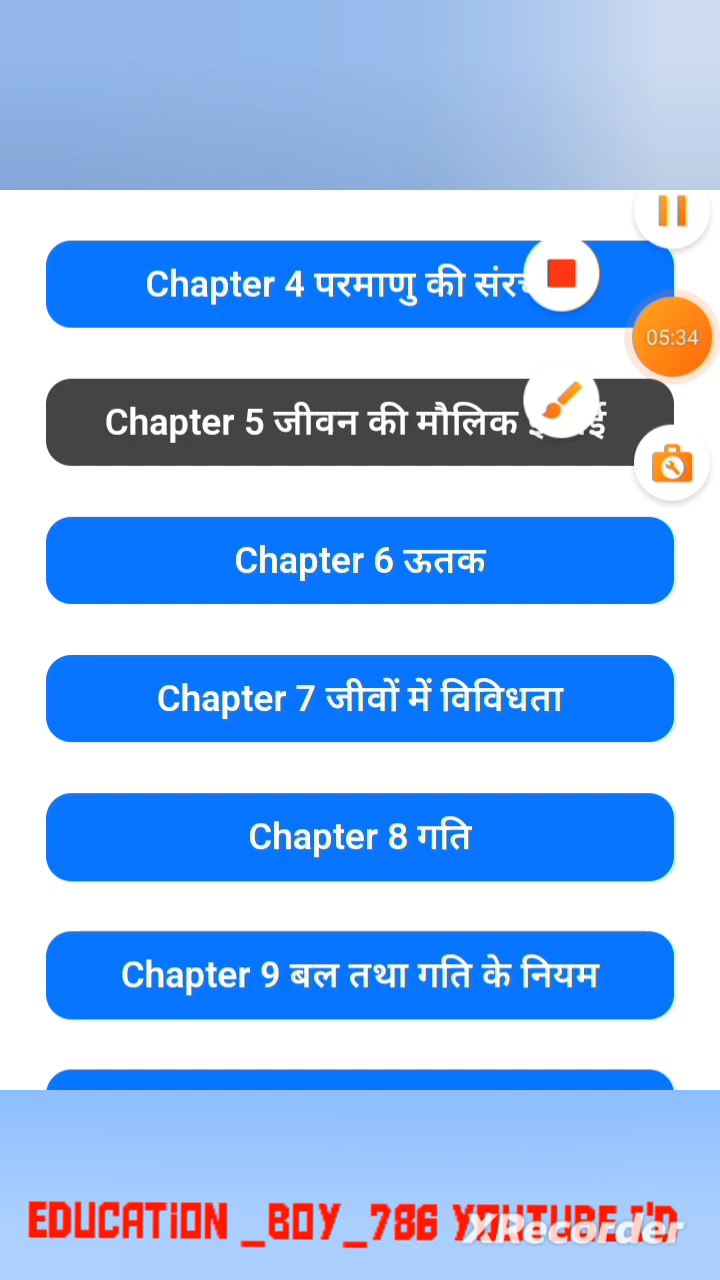 Chapter 4 परमाणु की
05:34
Chapter 5 जीवन की मौलिक
Chapter 6 ऊतक
Chapter 7 जीवों में विविधता
Chapter 8 गति
Chapter 9 बल तथा गति के नियम
EDUCATION _BOY_786 YOUTUBE I'D
XRecorder